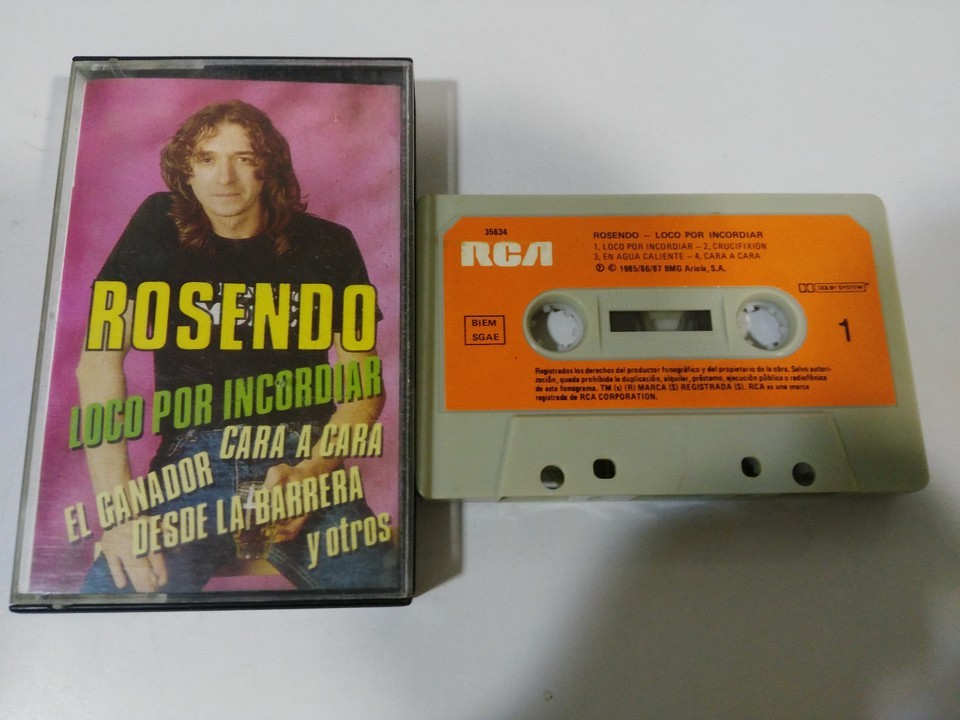 ROSENDO
LOCO POR INCORDIAR
CARA A CARA
EL GANADOR
DESDE LA BARRERA
y otros
35634
RCA
ROSENDO — LOCO POR INCORDIAR
1, LOCO POR INCORDIAR – 2, CRUCIFIXION
3, EN AGUA CALIENTE – 4, CARA A CARA
℗ © 1985/86/87 BMG Ariola, S.A.
DOLBY SYSTEM
BIEM
SGAE
1
Registrados los derechos del productor fonográfico y del propietario de la obra. Salvo autori-
zación, queda prohibida la duplicación, alquiler, préstamo, ejecución pública o radiofónica
de este fonograma. TM (s) (R) MARCA (S) REGISTRADA (S). RCA es una marca
registrada de RCA CORPORATION.